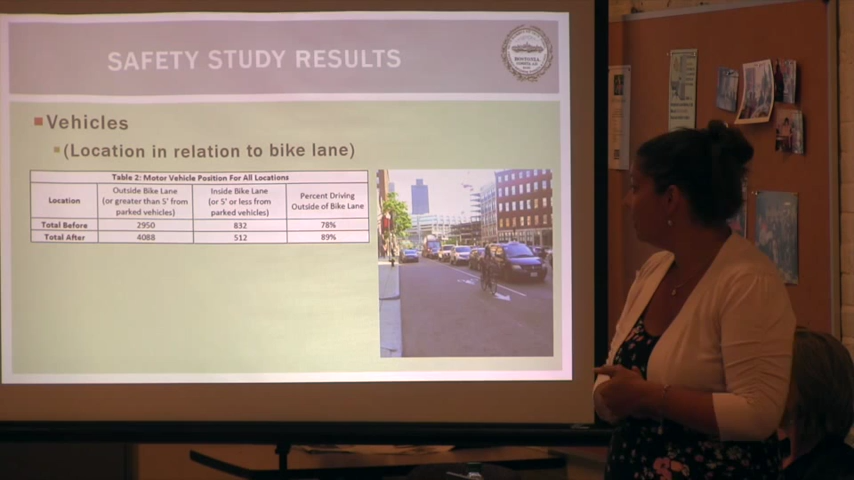 SAFETY STUDY RESULTS
Vehicles
(Location in relation to bike lane)
Table 2: Motor Vehicle Position For All Locations
Location
Outside Bike Lane
(or greater than 5' from
parked vehicles)
Inside Bike Lane
(or 5' or less from
parked vehicles)
Percent Driving
Outside of Bike Lane
Total Before 2950 832 78%
Total After 4088 512 89%